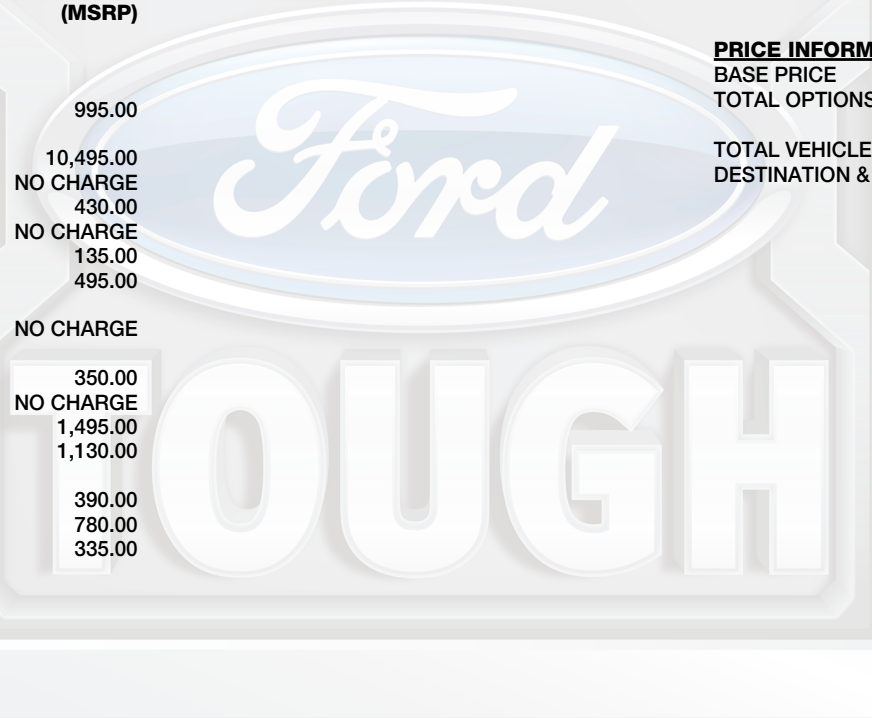 (MSRP)
995.00
10,495.00
NO CHARGE
430.00
NO CHARGE
135.00
495.00
NO CHARGE
350.00
NO CHARGE
1,495.00
1,130.00
390.00
780.00
335.00
PRICE INFORM
BASE PRICE
TOTAL OPTIONS
TOTAL VEHICLE
DESTINATION &
Ford
TOUGH